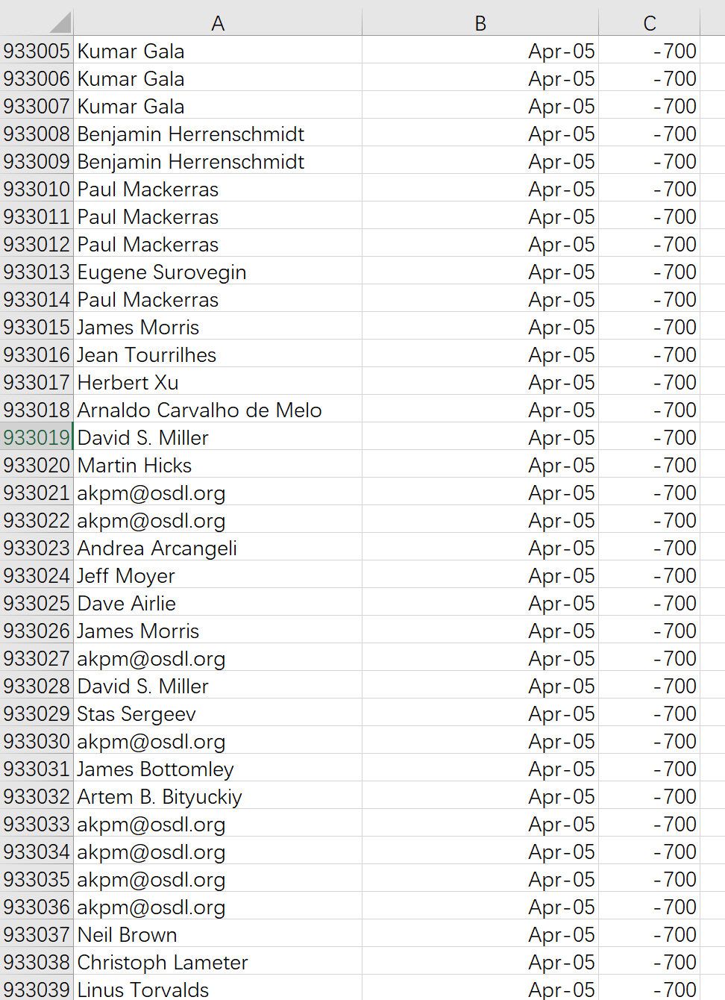 A B C
933005 Kumar Gala Apr-05 -700
933006 Kumar Gala Apr-05 -700
933007 Kumar Gala Apr-05 -700
933008 Benjamin Herrenschmidt Apr-05 -700
933009 Benjamin Herrenschmidt Apr-05 -700
933010 Paul Mackerras Apr-05 -700
933011 Paul Mackerras Apr-05 -700
933012 Paul Mackerras Apr-05 -700
933013 Eugene Surovegin Apr-05 -700
933014 Paul Mackerras Apr-05 -700
933015 James Morris Apr-05 -700
933016 Jean Tourrilhes Apr-05 -700
933017 Herbert Xu Apr-05 -700
933018 Arnaldo Carvalho de Melo Apr-05 -700
933019 David S. Miller Apr-05 -700
933020 Martin Hicks Apr-05 -700
933021 akpm@osdl.org Apr-05 -700
933022 akpm@osdl.org Apr-05 -700
933023 Andrea Arcangeli Apr-05 -700
933024 Jeff Moyer Apr-05 -700
933025 Dave Airlie Apr-05 -700
933026 James Morris Apr-05 -700
933027 akpm@osdl.org Apr-05 -700
933028 David S. Miller Apr-05 -700
933029 Stas Sergeev Apr-05 -700
933030 akpm@osdl.org Apr-05 -700
933031 James Bottomley Apr-05 -700
933032 Artem B. Bityuckiy Apr-05 -700
933033 akpm@osdl.org Apr-05 -700
933034 akpm@osdl.org Apr-05 -700
933035 akpm@osdl.org Apr-05 -700
933036 akpm@osdl.org Apr-05 -700
933037 Neil Brown Apr-05 -700
933038 Christoph Lameter Apr-05 -700
933039 Linus Torvalds Apr-05 -700